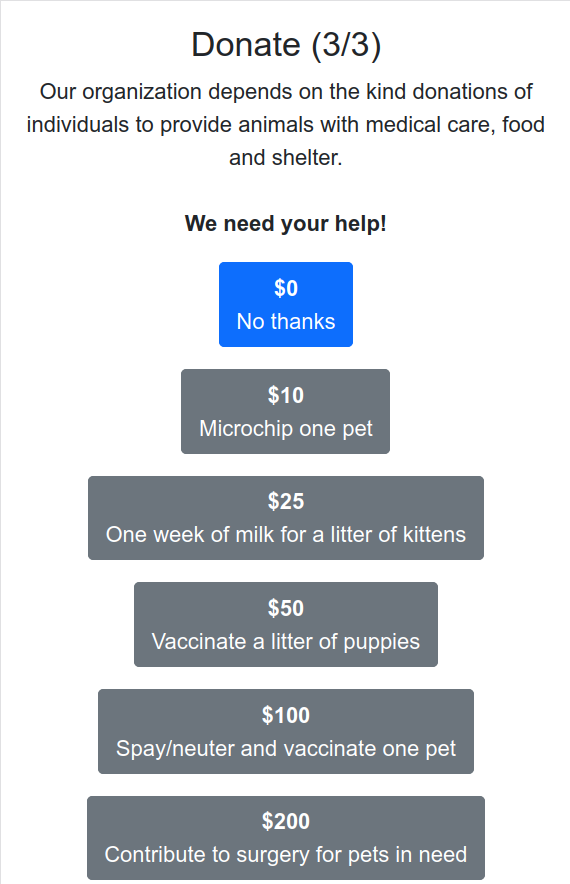 Donate (3/3)
Our organization depends on the kind donations of
individuals to provide animals with medical care, food
and shelter.
We need your help!
$0
No thanks
$10
Microchip one pet
$25
One week of milk for a litter of kittens
$50
Vaccinate a litter of puppies
$100
Spay/neuter and vaccinate one pet
$200
Contribute to surgery for pets in need